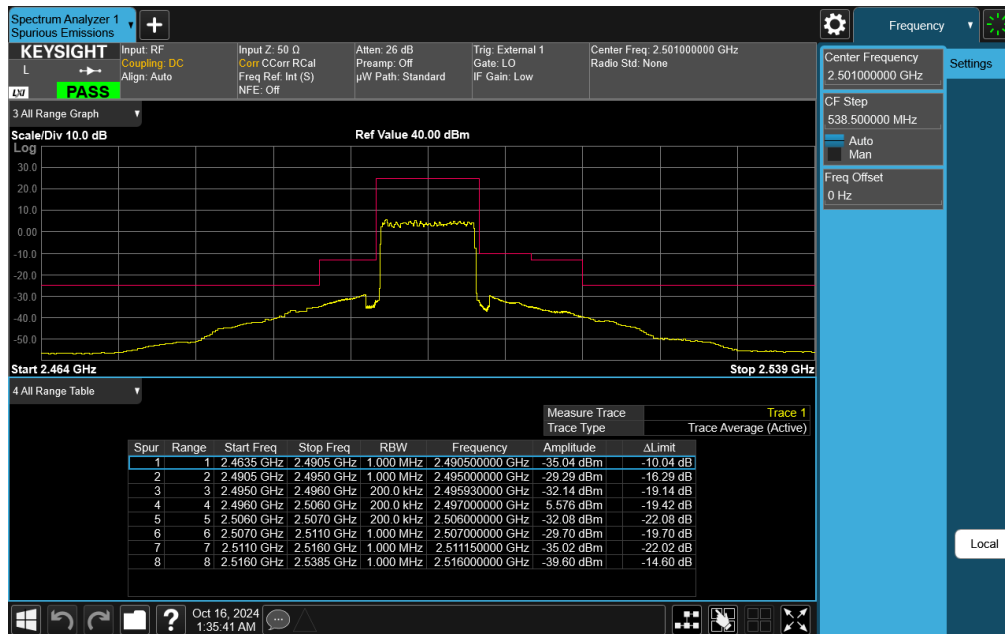 Spectrum Analyzer 1
Spurious Emissions
Frequency
KEYSIGHT Input: RF Input Z: 50 Ω Atten: 26 dB Trig: External 1 Center Freq: 2.501000000 GHz
L Coupling: DC Corr CCorr RCal Preamp: Off Gate: LO Radio Std: None
Align: Auto Freq Ref: Int (S) µW Path: Standard IF Gain: Low
LXI PASS NFE: Off
Center Frequency
2.501000000 GHz
Settings
CF Step
538.500000 MHz
Auto
Man
Freq Offset
0 Hz
Local
3 All Range Graph
Scale/Div 10.0 dB Ref Value 40.00 dBm
Log
30.0
20.0
10.0
0.00
-10.0
-20.0
-30.0
-40.0
-50.0
Start 2.464 GHz Stop 2.539 GHz
4 All Range Table
Measure Trace Trace 1
Trace Type Trace Average (Active)
Spur Range Start Freq Stop Freq RBW Frequency Amplitude ΔLimit
1 1 2.4635 GHz 2.4905 GHz 1.000 MHz 2.490500000 GHz -35.04 dBm -10.04 dB
2 2 2.4905 GHz 2.4950 GHz 1.000 MHz 2.495000000 GHz -29.29 dBm -16.29 dB
3 3 2.4950 GHz 2.4960 GHz 200.0 kHz 2.495930000 GHz -32.14 dBm -19.14 dB
4 4 2.4960 GHz 2.5060 GHz 200.0 kHz 2.497000000 GHz 5.576 dBm -19.42 dB
5 5 2.5060 GHz 2.5070 GHz 200.0 kHz 2.506000000 GHz -32.08 dBm -22.08 dB
6 6 2.5070 GHz 2.5110 GHz 1.000 MHz 2.507000000 GHz -29.70 dBm -19.70 dB
7 7 2.5110 GHz 2.5160 GHz 1.000 MHz 2.511150000 GHz -35.02 dBm -22.02 dB
8 8 2.5160 GHz 2.5385 GHz 1.000 MHz 2.516000000 GHz -39.60 dBm -14.60 dB
Oct 16, 2024
1:35:41 AM